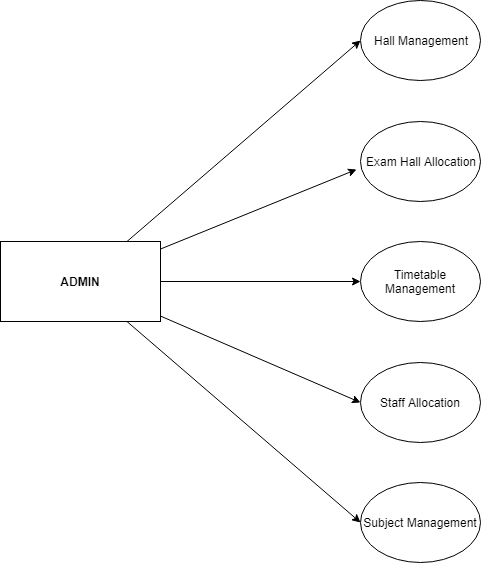 Hall Management
Exam Hall Allocation
ADMIN
Timetable
Management
Staff Allocation
Subject Management